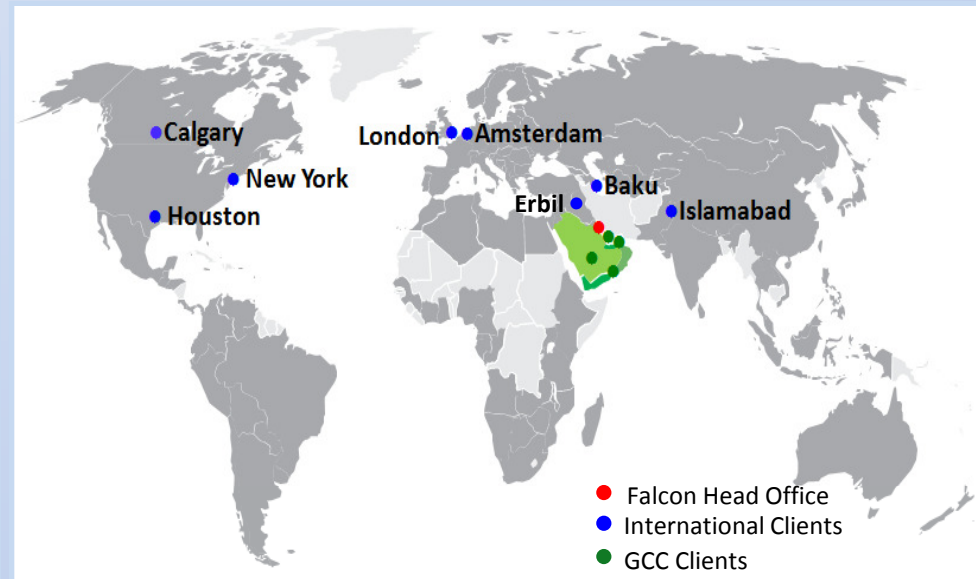 Calgary
London
Amsterdam
New York
Baku
Erbil
Islamabad
Houston
Falcon Head Office
International Clients
GCC Clients